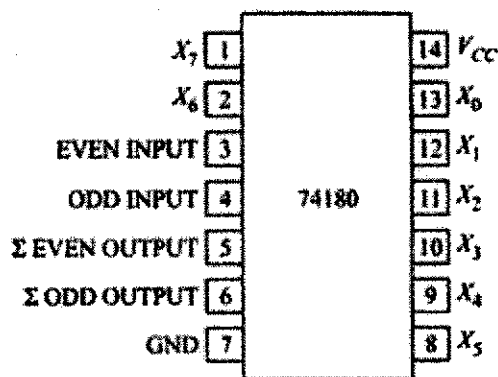 X₇ 1 14 V_CC
X₆ 2 13 X₀
EVEN INPUT 3 12 X₁
ODD INPUT 4 74180 11 X₂
Σ EVEN OUTPUT 5 10 X₃
Σ ODD OUTPUT 6 9 X₄
GND 7 8 X₅